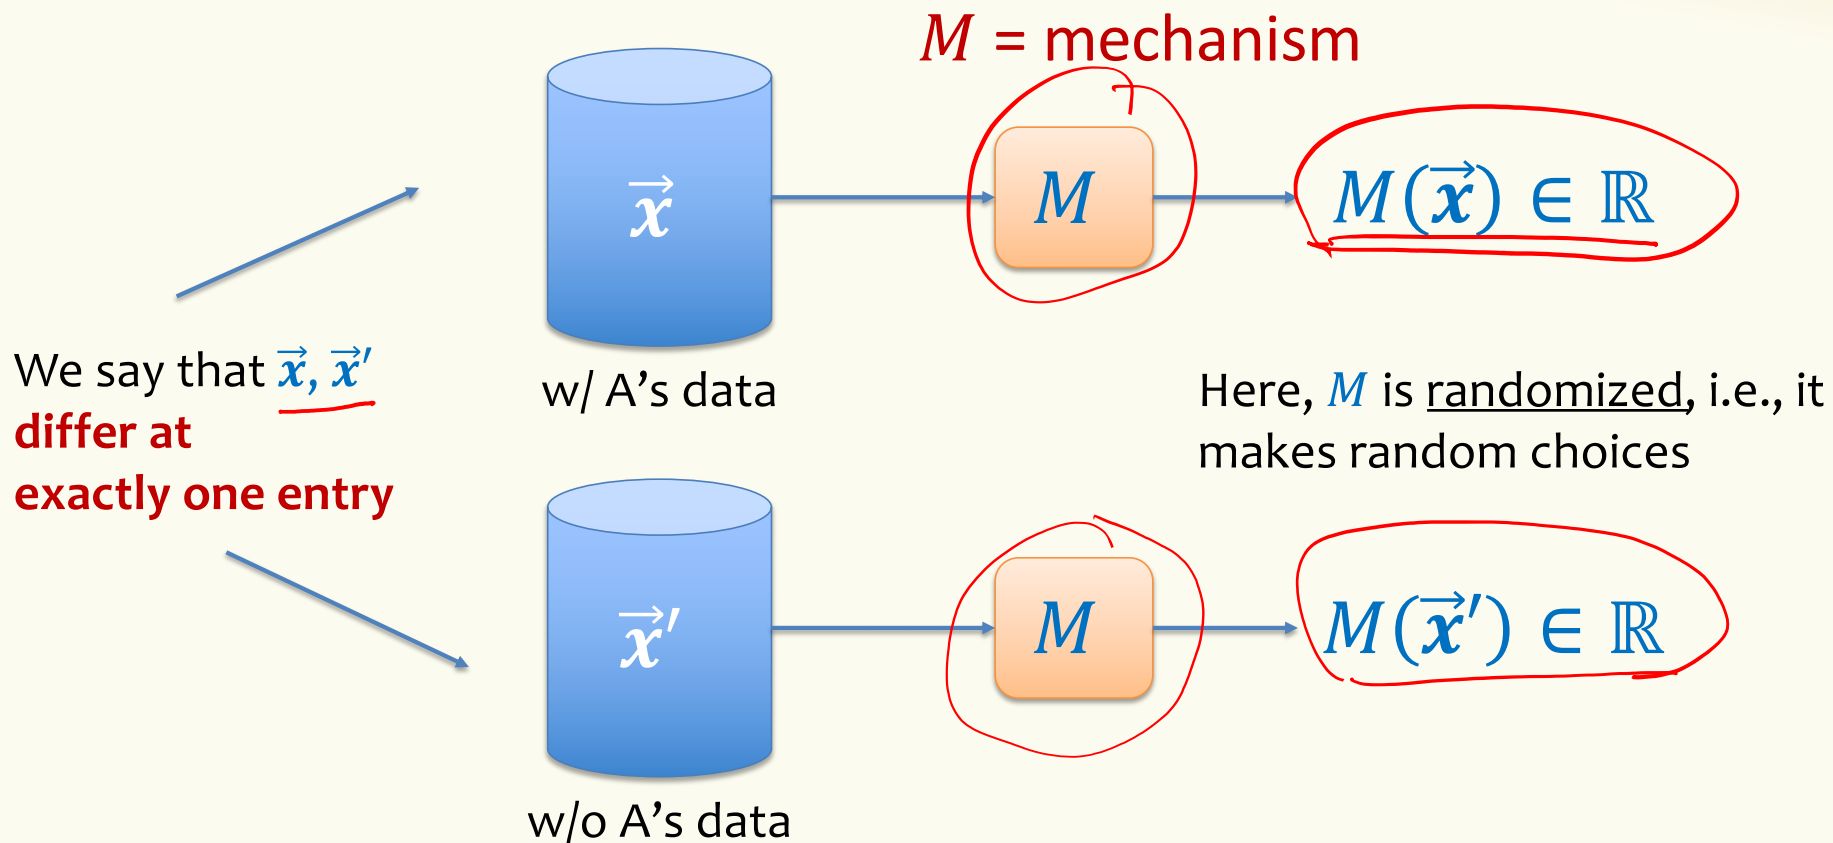 M = mechanism
x⃗
M
M(x⃗) ∈ ℝ
We say that x⃗, x⃗′
differ at
exactly one entry
w/ A’s data
Here, M is randomized, i.e., it
makes random choices
x⃗′
M
M(x⃗′) ∈ ℝ
w/o A’s data